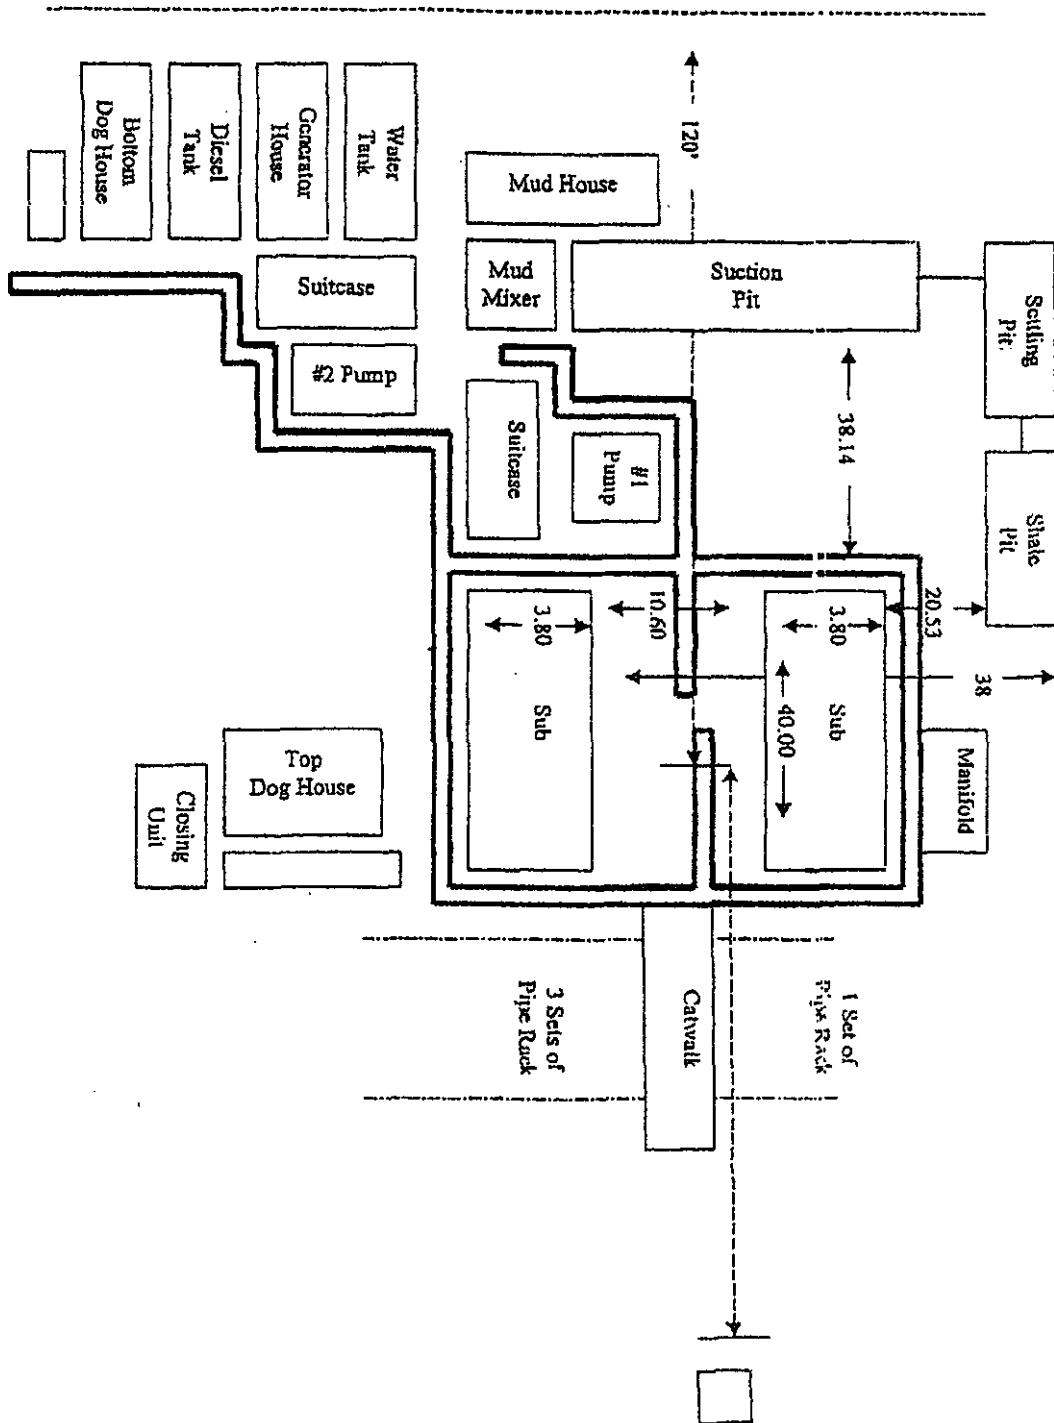 120'
Water
Tank
Generator
House
Diesel
Tank
Bottom
Dog House
Mud House
Suitcase
Mud
Mixer
Suction
Pit
Settling
Pit
#2 Pump
Suitcase
#1
Pump
38.14
Shale
Pit
20.53
10.60
3.80
3.80
38
40.00
Sub
Sub
Manifold
Top
Dog House
Closing
Unit
Catwalk
3 Sets of
Pipe Rack
1 Set of
Pipe Rack